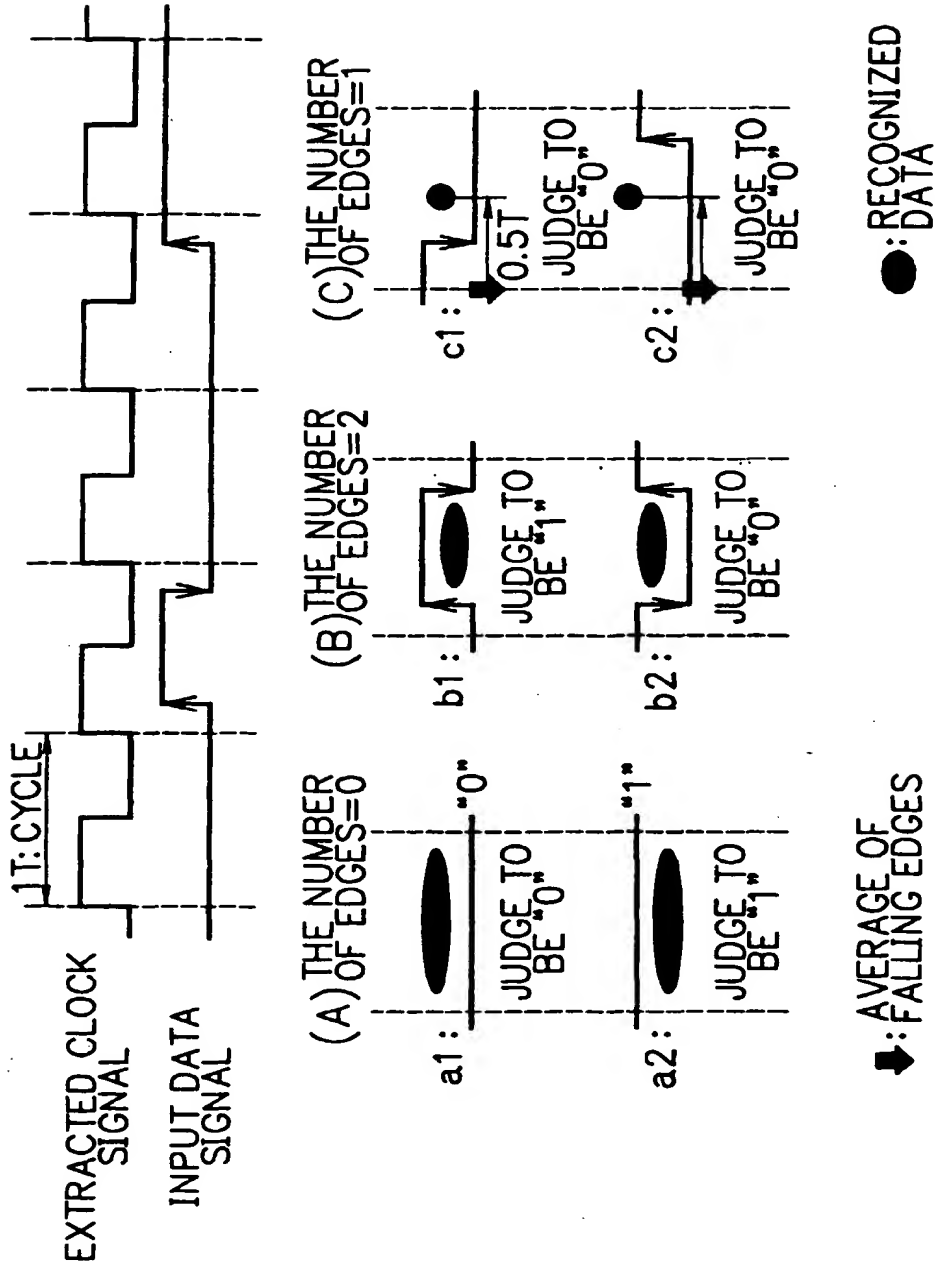 1T: CYCLE
EXTRACTED CLOCK
SIGNAL
INPUT DATA
SIGNAL
(A) THE NUMBER
OF EDGES=0
a1:
"0"
JUDGE TO
BE "0"
a2:
"1"
JUDGE TO
BE "1"
(B) THE NUMBER
OF EDGES=2
b1:
JUDGE TO
BE "1"
b2:
JUDGE TO
BE "0"
(C) THE NUMBER
OF EDGES=1
c1:
0.5T
JUDGE TO
BE "0"
c2:
JUDGE TO
BE "0"
: AVERAGE OF
FALLING EDGES
: RECOGNIZED
DATA